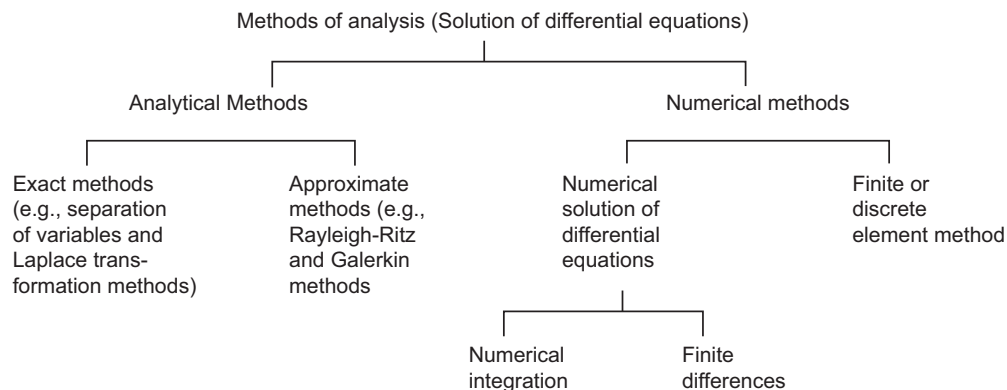 Methods of analysis (Solution of differential equations)
Analytical Methods
Numerical methods
Exact methods
(e.g., separation
of variables and
Laplace trans-
formation methods)
Approximate
methods (e.g.,
Rayleigh-Ritz
and Galerkin
methods
Numerical
solution of
differential
equations
Finite or
discrete
element method
Numerical
integration
Finite
differences